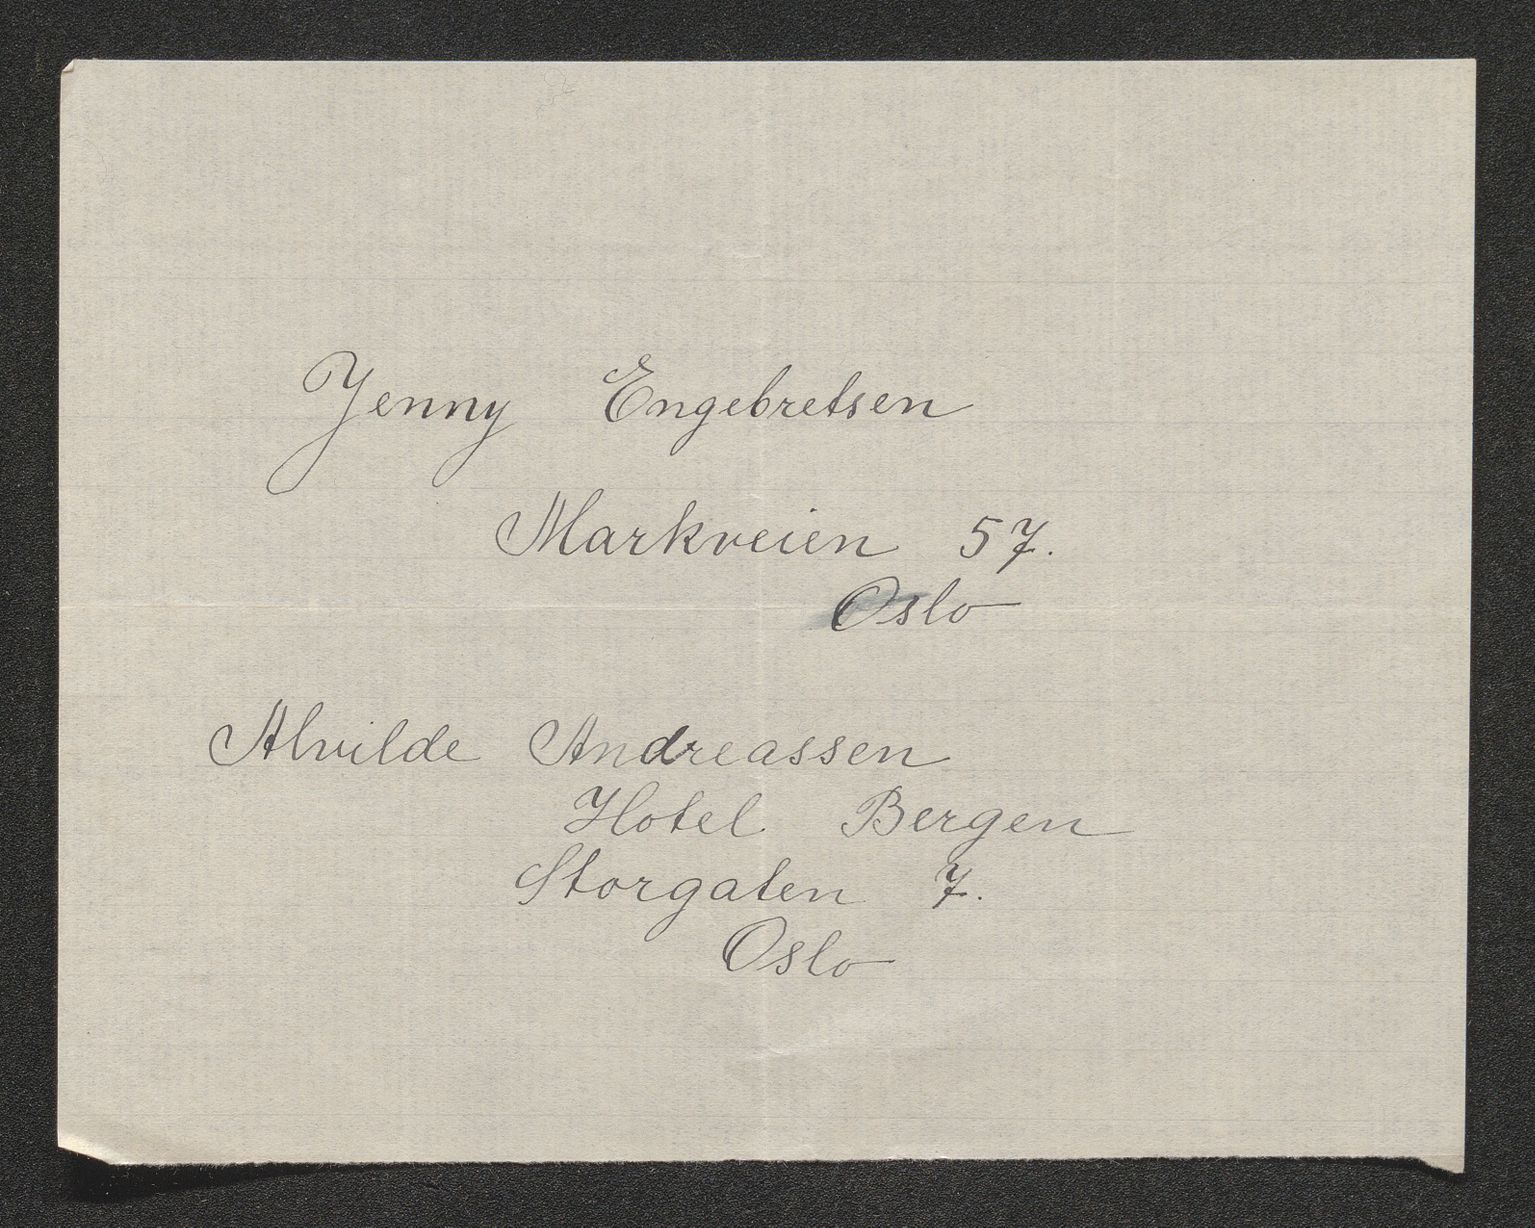 Jenny Engebretsen
Markveien 57.
Oslo
Alvilde Andreassen
Hotel Bergen
Storgaten 7.
Oslo